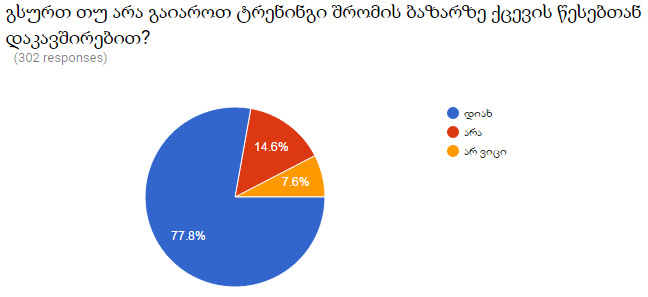 გსურთ თუ არა გაიაროთ ტრენინგი შრომის ბაზარზე ქცევის წესებთან
დაკავშირებით?
(302 responses)
დიახ
არა
არ ვიცი
14.6%
7.6%
77.8%